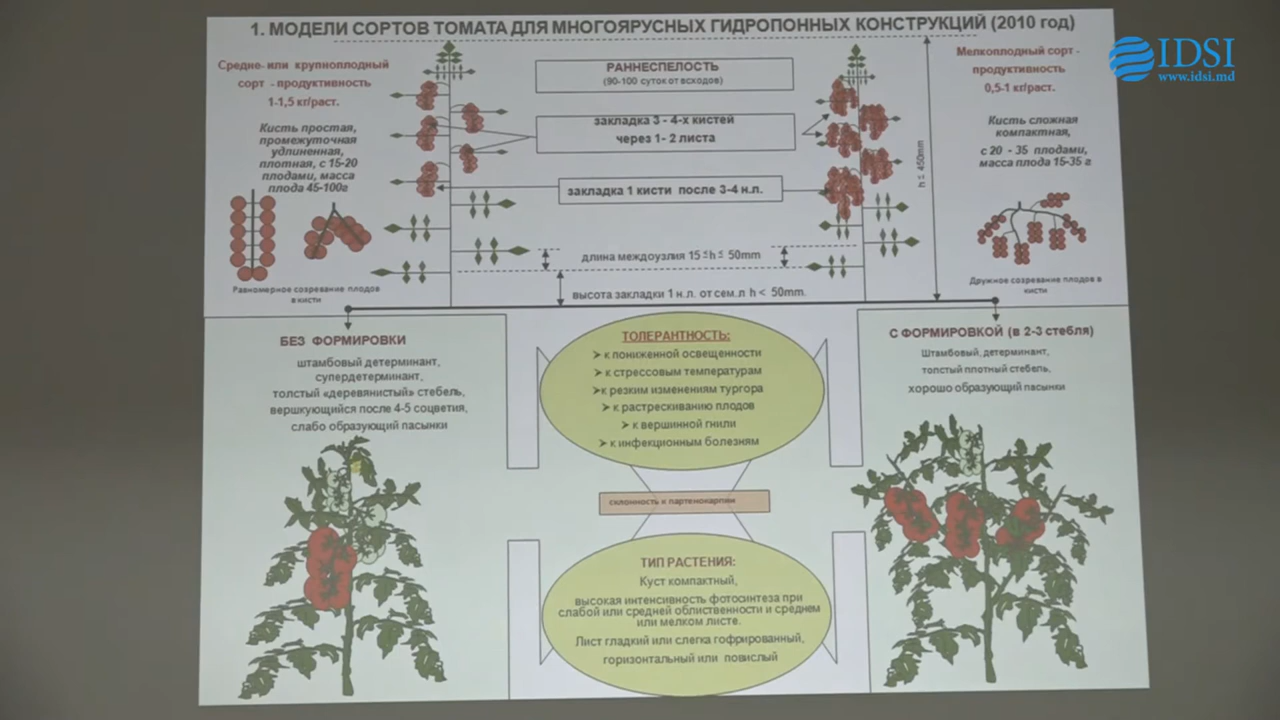 1. МОДЕЛИ СОРТОВ ТОМАТА ДЛЯ МНОГОЯРУСНЫХ ГИДРОПОННЫХ КОНСТРУКЦИЙ (2010 год)
IDSI
www.idsi.md
Средне- или крупноплодный
сорт - продуктивность
1-1,5 кг/раст.
Кисть простая,
промежуточная
удлиненная,
плотная, с 15-20
плодами, масса
плода 45-100г
Равномерное созревание плодов
в кисти
РАННЕСПЕЛОСТЬ
(90-100 суток от всходов)
закладка 3 - 4-х кистей
через 1- 2 листа
закладка 1 кисти после 3-4 н.л.
длина междоузлия 15 ≤ h ≤ 50mm
высота закладки 1 н.л. от сем.л h < 50mm.
h ≤ 450mm
Мелкоплодный сорт -
продуктивность
0,5-1 кг/раст.
Кисть сложная
компактная,
с 20 - 35 плодами,
масса плода 15-35 г
Дружное созревание плодов в
кисти
БЕЗ ФОРМИРОВКИ
штамбовый детерминант,
супердетерминант,
толстый «деревянистый» стебель,
вершкующийся после 4-5 соцветия,
слабо образующий пасынки
ТОЛЕРАНТНОСТЬ:
➢ к пониженной освещенности
➢ к стрессовым температурам
➢ к резким изменениям тургора
➢ к растрескиванию плодов
➢ к вершинной гнили
➢ к инфекционным болезням
склонность к партенокарпии
ТИП РАСТЕНИЯ:
Куст компактный,
высокая интенсивность фотосинтеза при
слабой или средней облиственности и среднем
или мелком листе.
Лист гладкий или слегка гофрированный,
горизонтальный или повислый
С ФОРМИРОВКОЙ (в 2-3 стебля)
Штамбовый, детерминант,
толстый плотный стебель,
хорошо образующий пасынки